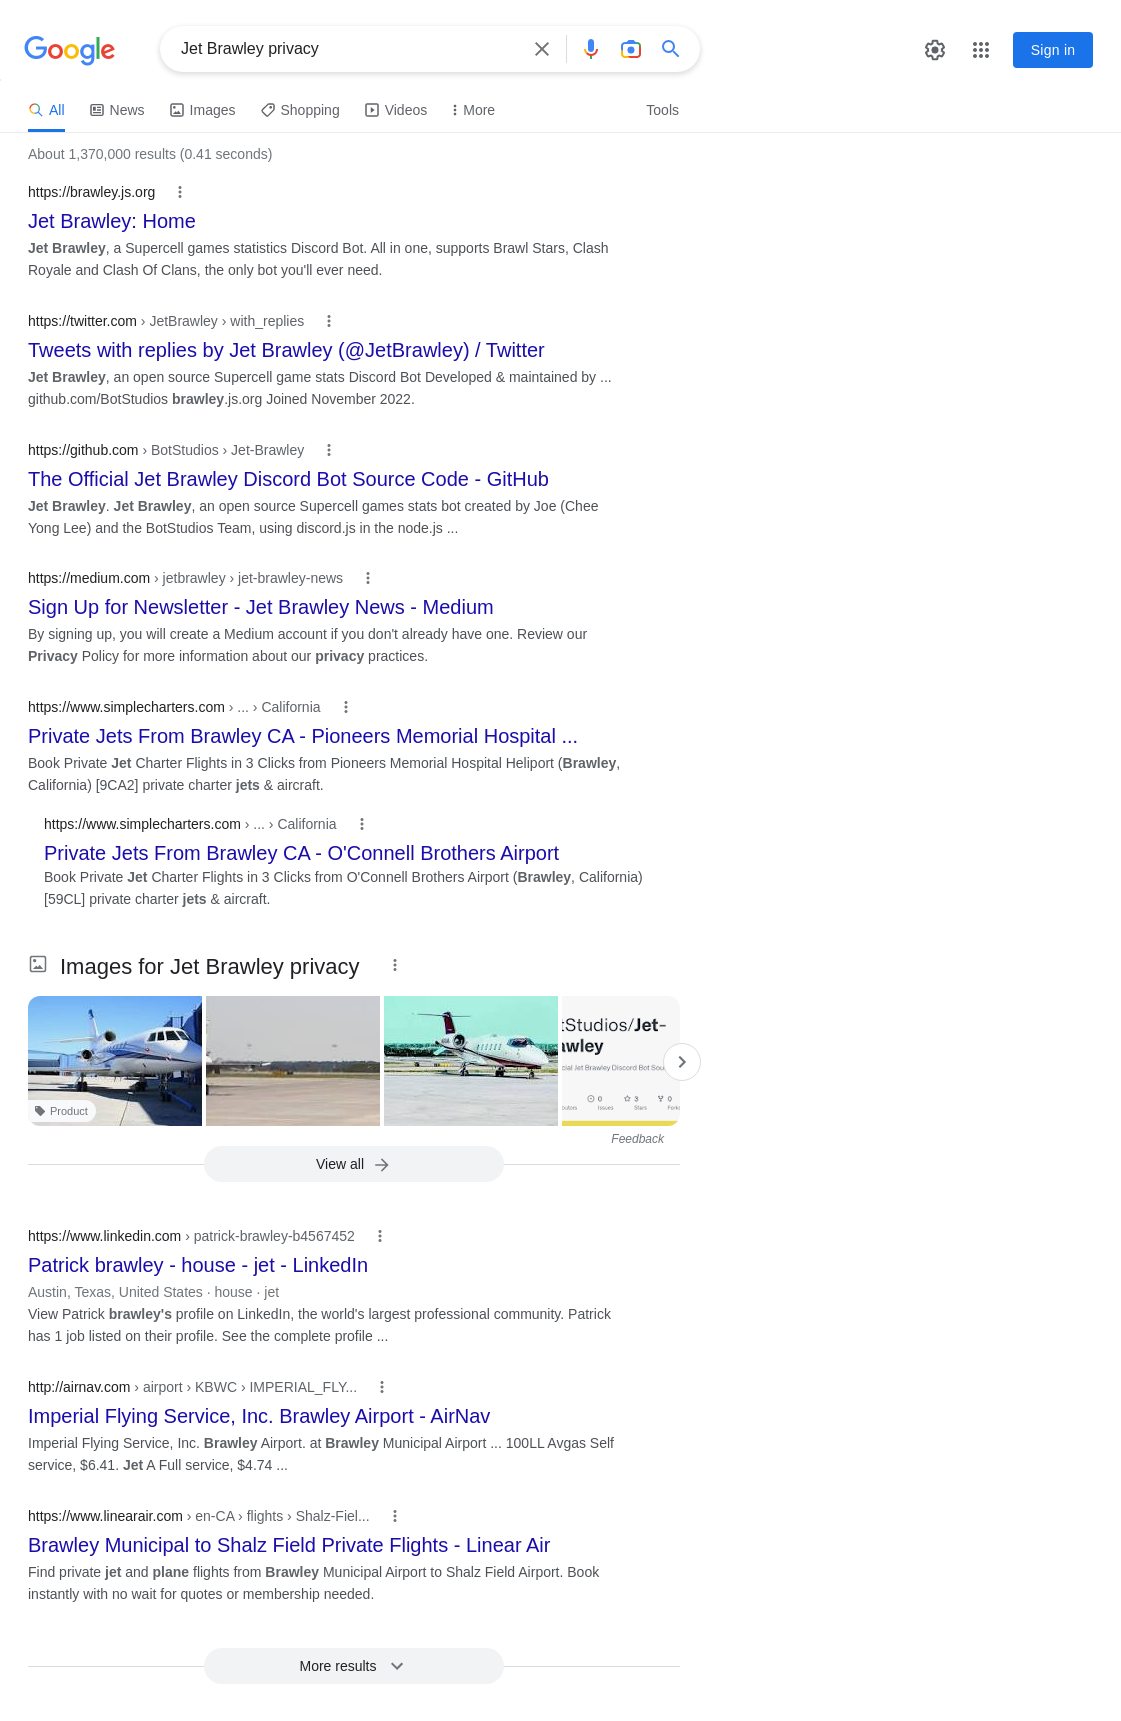 Google
Jet Brawley privacy
Sign in
All
News
Images
Shopping
Videos
More
Tools
About 1,370,000 results (0.41 seconds)
https://brawley.js.org
Jet Brawley: Home
Jet Brawley, a Supercell games statistics Discord Bot. All in one, supports Brawl Stars, Clash
Royale and Clash Of Clans, the only bot you'll ever need.
https://twitter.com › JetBrawley › with_replies
Tweets with replies by Jet Brawley (@JetBrawley) / Twitter
Jet Brawley, an open source Supercell game stats Discord Bot Developed & maintained by ...
github.com/BotStudios brawley.js.org Joined November 2022.
https://github.com › BotStudios › Jet-Brawley
The Official Jet Brawley Discord Bot Source Code - GitHub
Jet Brawley. Jet Brawley, an open source Supercell games stats bot created by Joe (Chee
Yong Lee) and the BotStudios Team, using discord.js in the node.js ...
https://medium.com › jetbrawley › jet-brawley-news
Sign Up for Newsletter - Jet Brawley News - Medium
By signing up, you will create a Medium account if you don't already have one. Review our
Privacy Policy for more information about our privacy practices.
https://www.simplecharters.com › ... › California
Private Jets From Brawley CA - Pioneers Memorial Hospital ...
Book Private Jet Charter Flights in 3 Clicks from Pioneers Memorial Hospital Heliport (Brawley,
California) [9CA2] private charter jets & aircraft.
https://www.simplecharters.com › ... › California
Private Jets From Brawley CA - O'Connell Brothers Airport
Book Private Jet Charter Flights in 3 Clicks from O'Connell Brothers Airport (Brawley, California)
[59CL] private charter jets & aircraft.
Images for Jet Brawley privacy
tStudios/Jet-
awley
cial Jet Brawley Discord Bot Sou
0 3 0
Issues Stars Forks
Product
Feedback
View all
https://www.linkedin.com › patrick-brawley-b4567452
Patrick brawley - house - jet - LinkedIn
Austin, Texas, United States · house · jet
View Patrick brawley's profile on LinkedIn, the world's largest professional community. Patrick
has 1 job listed on their profile. See the complete profile ...
http://airnav.com › airport › KBWC › IMPERIAL_FLY...
Imperial Flying Service, Inc. Brawley Airport - AirNav
Imperial Flying Service, Inc. Brawley Airport. at Brawley Municipal Airport ... 100LL Avgas Self
service, $6.41. Jet A Full service, $4.74 ...
https://www.linearair.com › en-CA › flights › Shalz-Fiel...
Brawley Municipal to Shalz Field Private Flights - Linear Air
Find private jet and plane flights from Brawley Municipal Airport to Shalz Field Airport. Book
instantly with no wait for quotes or membership needed.
More results